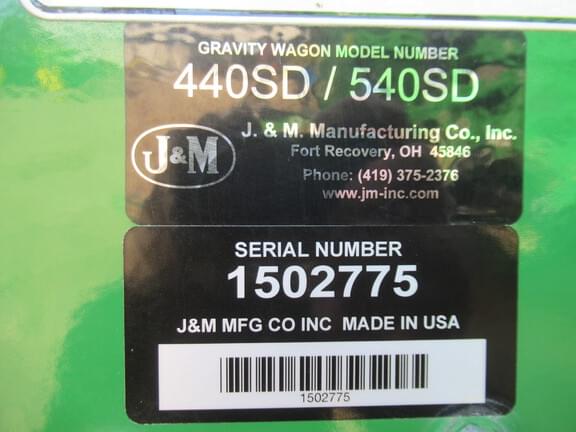 GRAVITY WAGON MODEL NUMBER
440SD / 540SD
J&M
J. & M. Manufacturing Co., Inc.
Fort Recovery, OH 45846
Phone: (419) 375-2376
www.jm-inc.com
SERIAL NUMBER
1502775
J&M MFG CO INC MADE IN USA
1502775